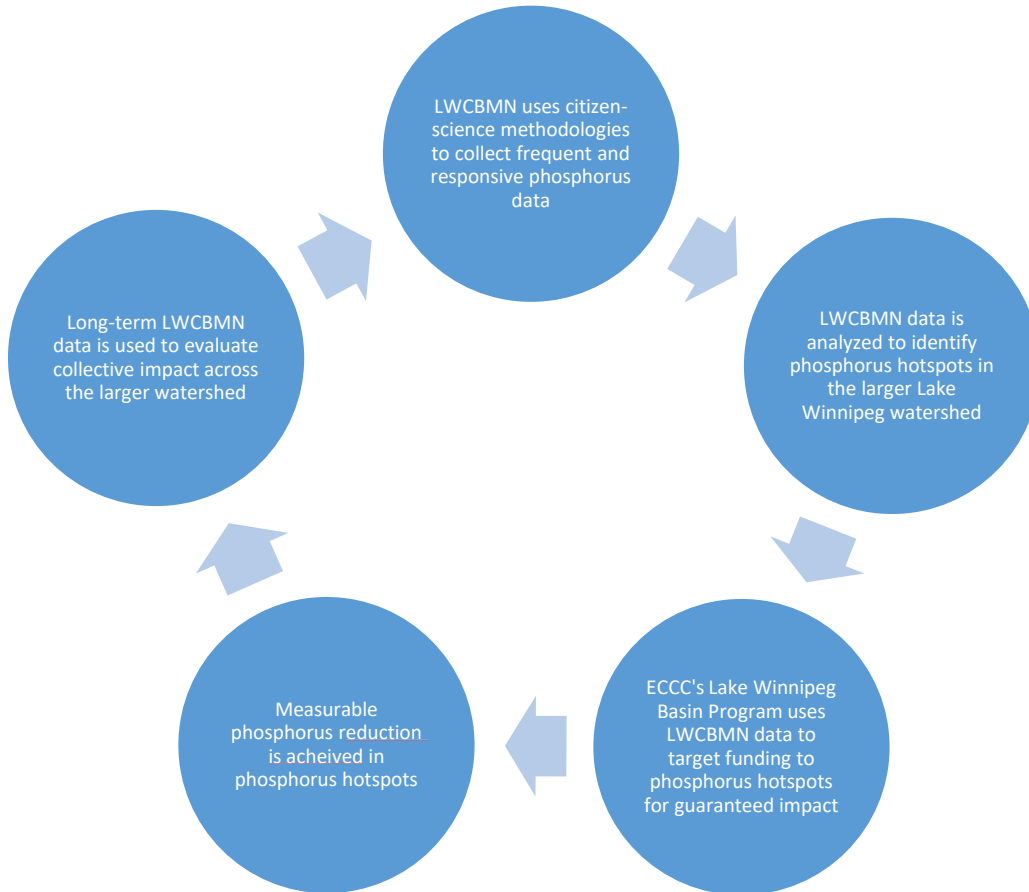 LWCBMN uses citizen-
science methodologies
to collect frequent and
responsive phosphorus
data
LWCBMN data is
analyzed to identify
phosphorus hotspots in
the larger Lake
Winnipeg watershed
ECCC's Lake Winnipeg
Basin Program uses
LWCBMN data to
target funding to
phosphorus hotspots
for guaranteed impact
Measurable
phosphorus reduction
is acheived in
phosphorus hotspots
Long-term LWCBMN
data is used to evaluate
collective impact across
the larger watershed